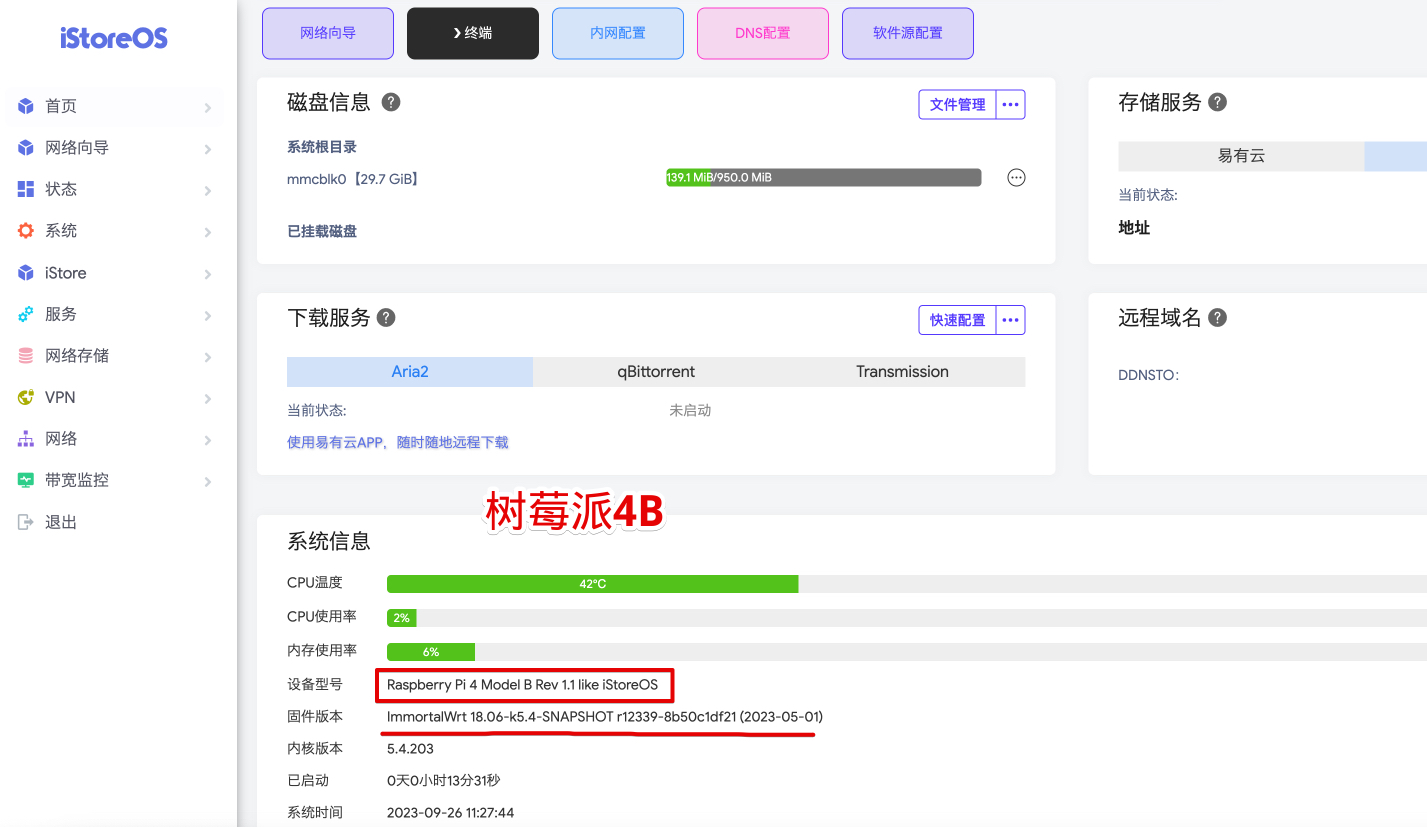 iStoreOS
首页
网络向导
状态
系统
iStore
服务
网络存储
VPN
网络
带宽监控
退出
网络向导
❯终端
内网配置
DNS配置
软件源配置
磁盘信息 ?
文件管理 ···
系统根目录
mmcblk0【29.7 GiB】 139.1 MiB/950.0 MiB
已挂载磁盘
存储服务 ?
易有云
当前状态:
地址
下载服务 ?
快速配置 ···
Aria2 qBittorrent Transmission
当前状态: 未启动
使用易有云APP，随时随地远程下载
远程域名 ?
DDNSTO:
树莓派4B
系统信息
CPU温度 42℃
CPU使用率 2%
内存使用率 6%
设备型号 Raspberry Pi 4 Model B Rev 1.1 like iStoreOS
固件版本 ImmortalWrt 18.06-k5.4-SNAPSHOT r12339-8b50c1df21 (2023-05-01)
内核版本 5.4.203
已启动 0天0小时13分31秒
系统时间 2023-09-26 11:27:44